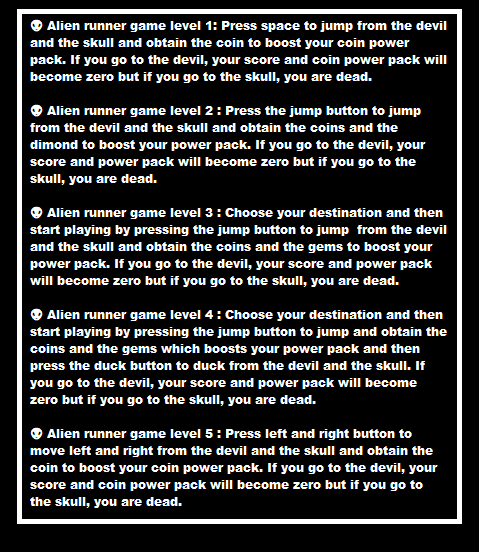 👽 Alien runner game level 1: Press space to jump from the devil
and the skull and obtain the coin to boost your coin power
pack. If you go to the devil, your score and coin power pack will
become zero but if you go to the skull, you are dead.
👽 Alien runner game level 2 : Press the jump button to jump
from the devil and the skull and obtain the coins and the
dimond to boost your power pack. If you go to the devil, your
score and power pack will become zero but if you go to the
skull, you are dead.
👽 Alien runner game level 3 : Choose your destination and then
start playing by pressing the jump button to jump  from the devil
and the skull and obtain the coins and the gems to boost your
power pack. If you go to the devil, your score and power pack
will become zero but if you go to the skull, you are dead.
👽 Alien runner game level 4 : Choose your destination and then
start playing by pressing the jump button to jump and obtain the
coins and the gems which boosts your power pack and then
press the duck button to duck from the devil and the skull. If
you go to the devil, your score and power pack will become
zero but if you go to the skull, you are dead.
👽 Alien runner game level 5 : Press left and right button to
move left and right from the devil and the skull and obtain the
coin to boost your coin power pack. If you go to the devil, your
score and coin power pack will become zero but if you go to
the skull, you are dead.